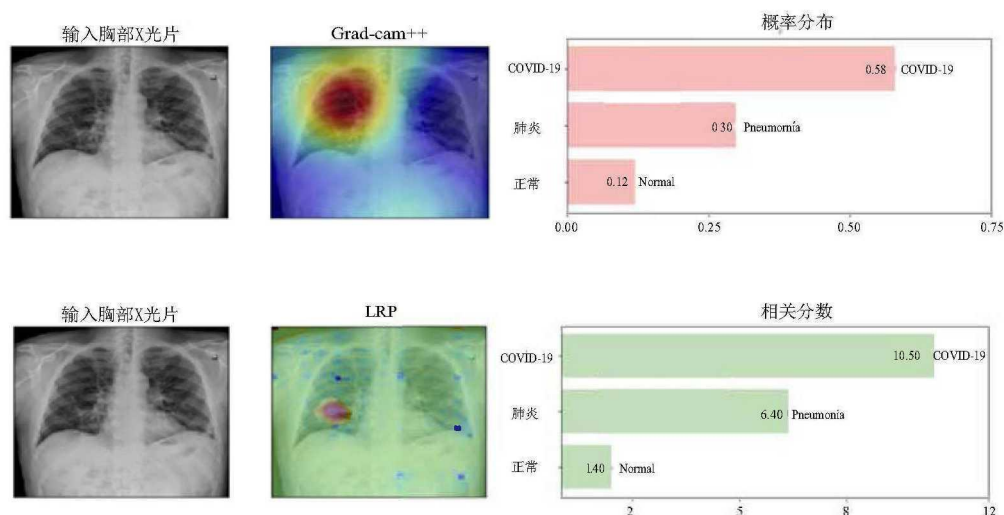 输入胸部X光片
Grad-cam++
概率分布
COVID-19
0.58 COVID-19
肺炎
0.30 Pneumornía
正常
0.12 Normal
0.00 0.25 0.50 0.75
输入胸部X光片
LRP
相关分数
COVID-19
10.50 COVID-19
肺炎
6.40 Pneumonía
正常
1.40 Normal
2 5 8 12